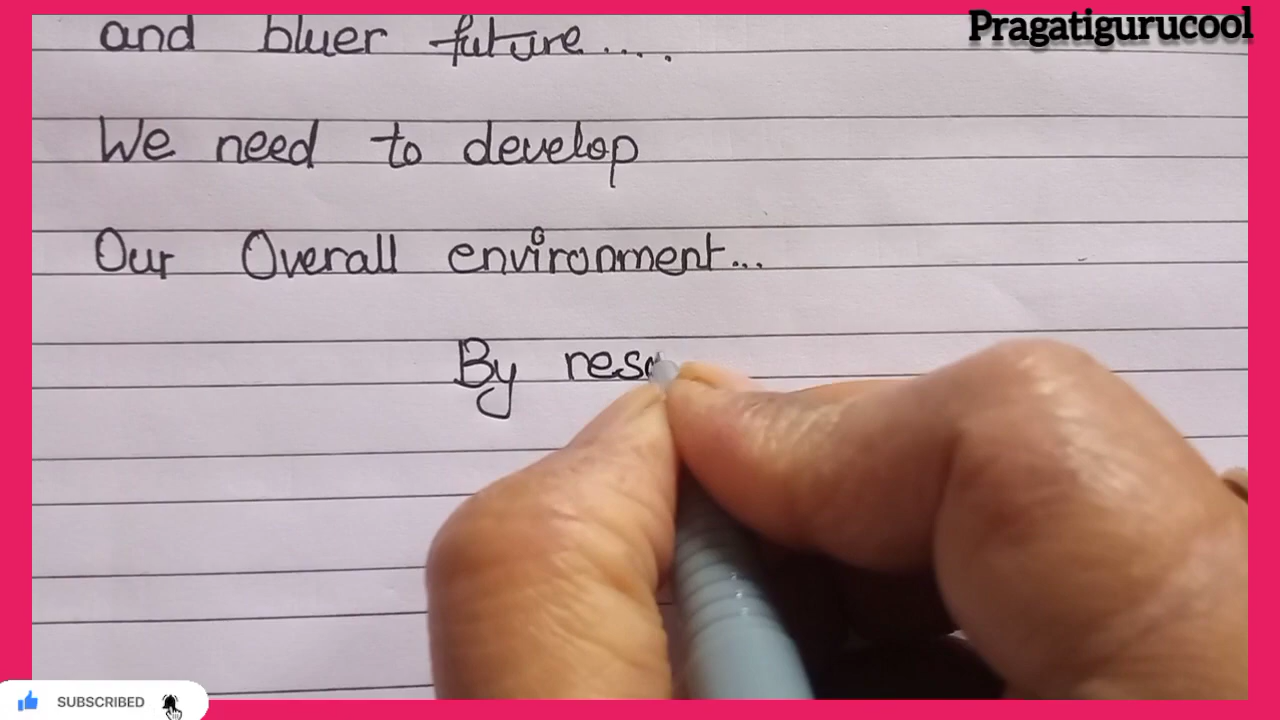 Pragatigurucool
and bluer future.....
We need to develop
Our Overall environment...
By
SUBSCRIBED